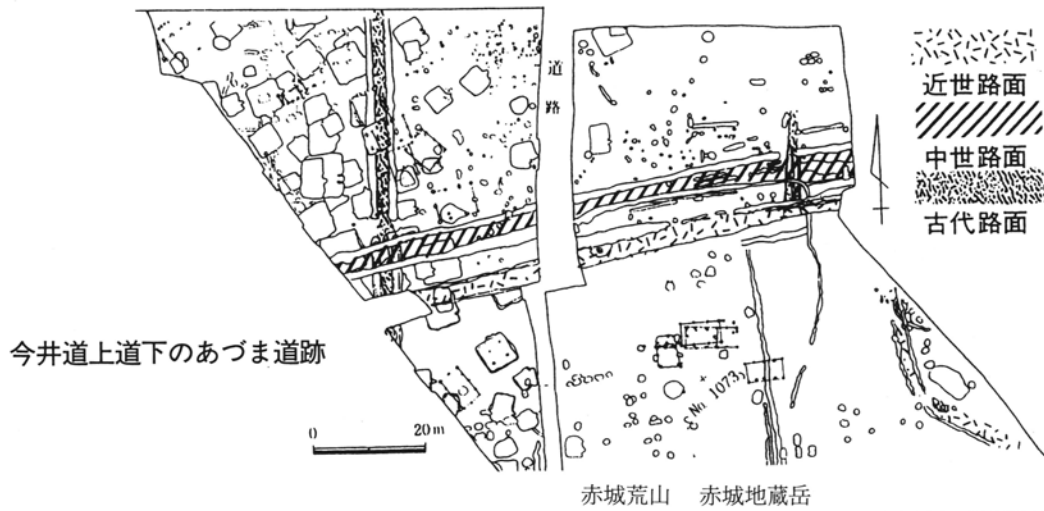 道
路
近世路面
中世路面
古代路面
今井道上道下のあづま道跡
0 20m
No. 1073
赤城荒山 赤城地蔵岳